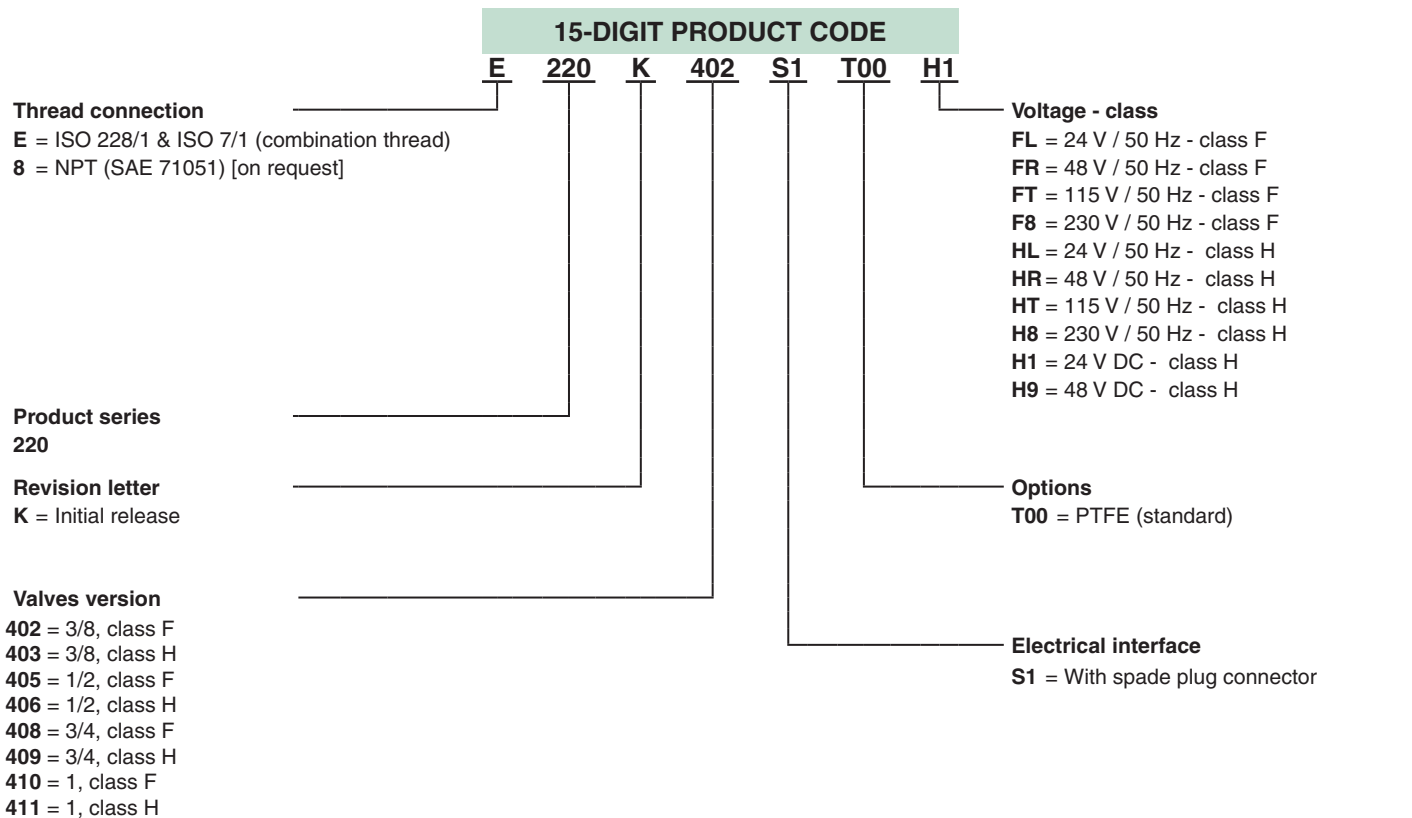 15-DIGIT PRODUCT CODE
E 220 K 402 S1 T00 H1
Thread connection
E = ISO 228/1 & ISO 7/1 (combination thread)
8 = NPT (SAE 71051) [on request]
Product series
220
Revision letter
K = Initial release
Valves version
402 = 3/8, class F
403 = 3/8, class H
405 = 1/2, class F
406 = 1/2, class H
408 = 3/4, class F
409 = 3/4, class H
410 = 1, class F
411 = 1, class H
Voltage - class
FL = 24 V / 50 Hz - class F
FR = 48 V / 50 Hz - class F
FT = 115 V / 50 Hz - class F
F8 = 230 V / 50 Hz - class F
HL = 24 V / 50 Hz - class H
HR = 48 V / 50 Hz - class H
HT = 115 V / 50 Hz - class H
H8 = 230 V / 50 Hz - class H
H1 = 24 V DC - class H
H9 = 48 V DC - class H
Options
T00 = PTFE (standard)
Electrical interface
S1 = With spade plug connector